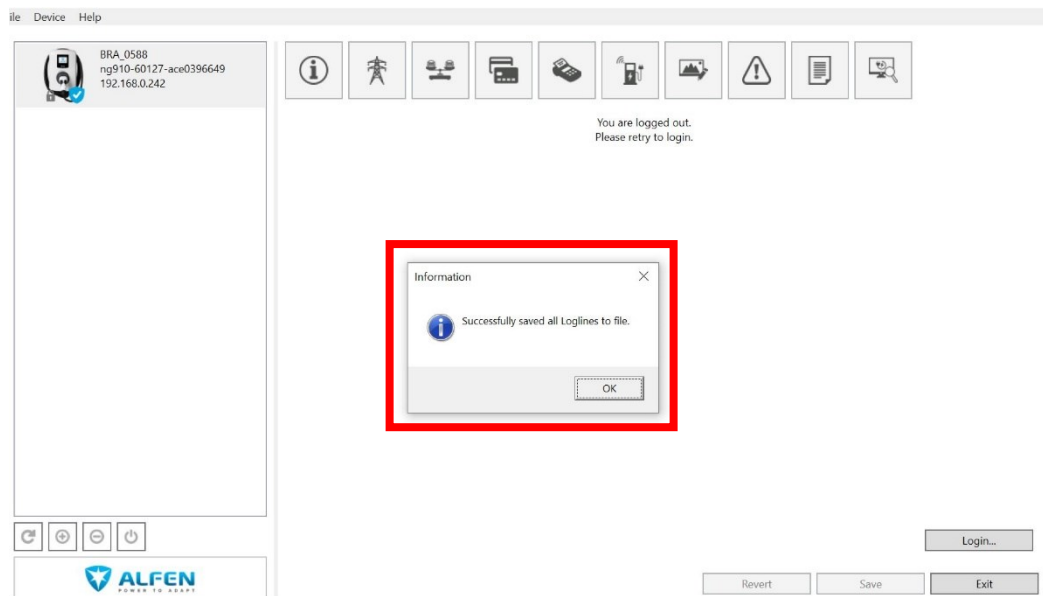 ile Device Help
BRA_0588
ng910-60127-ace0396649
192.168.0.242
You are logged out.
Please retry to login.
Information
Successfully saved all Loglines to file.
OK
Login...
ALFEN
POWER TO ADAPT
Revert Save Exit